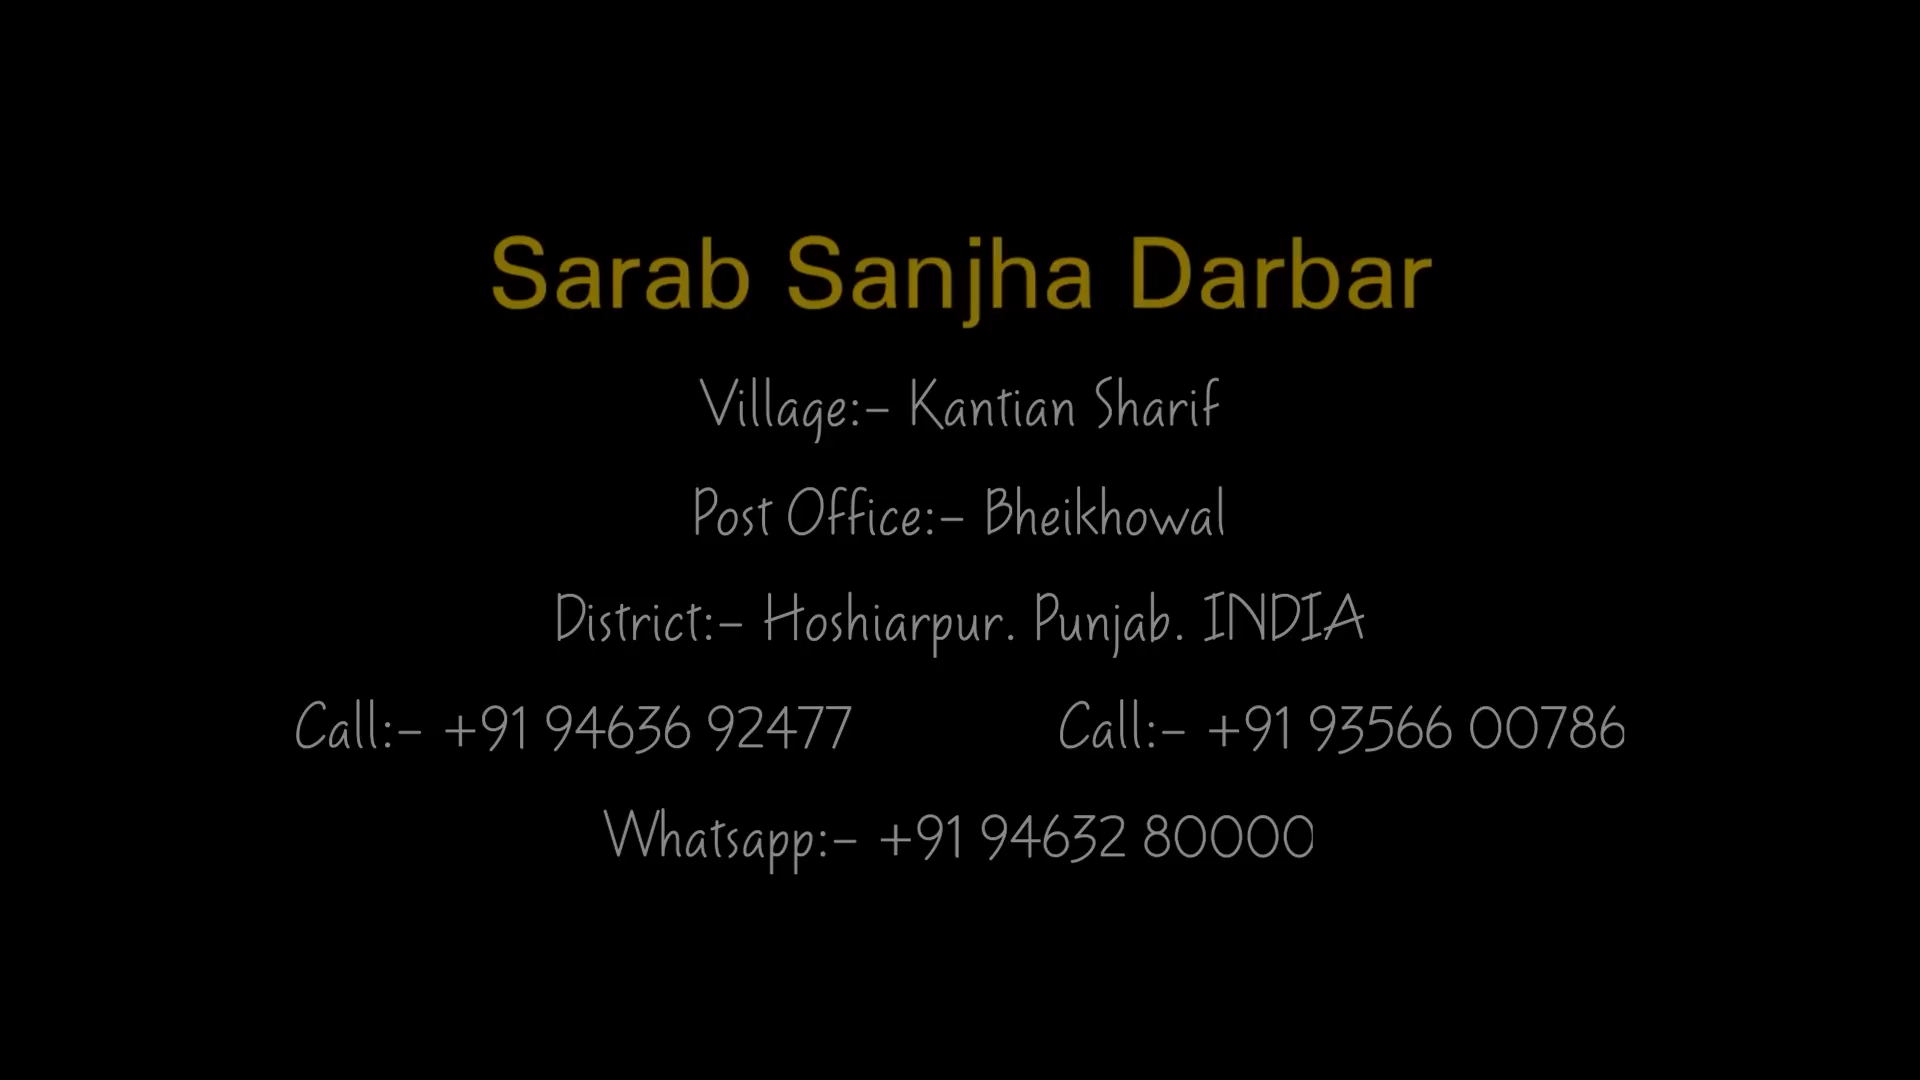 Sarab Sanjha Darbar
Village:- Kantian Sharif
Post Office:- Bheikhowal
District:- Hoshiarpur. Punjab. INDIA
Call:- +91 94636 92477 Call:- +91 93566 00786
Whatsapp:- +91 94632 80000